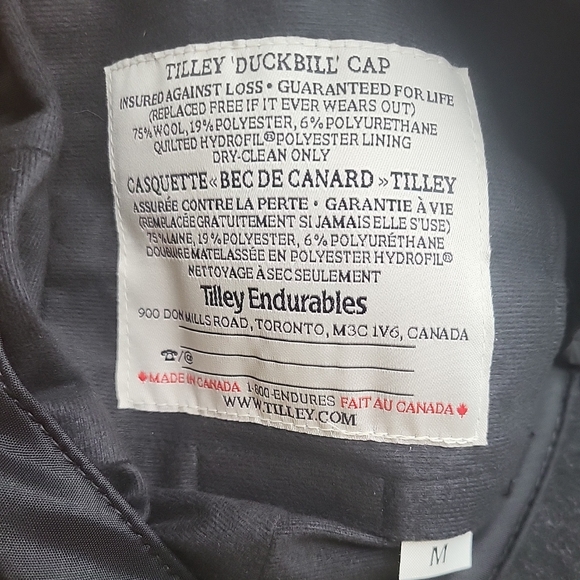 TILLEY 'DUCKBILL' CAP
INSURED AGAINST LOSS • GUARANTEED FOR LIFE
(REPLACED FREE IF IT EVER WEARS OUT)
75% WOOL, 19% POLYESTER, 6% POLYURETHANE
QUILTED HYDROFIL® POLYESTER LINING
DRY-CLEAN ONLY
CASQUETTE «BEC DE CANARD» TILLEY
ASSURÉE CONTRE LA PERTE • GARANTIE À VIE
(REMPLACÉE GRATUITEMENT SI JAMAIS ELLE S'USE)
75% LAINE, 19% POLYESTER, 6% POLYURÉTHANE
DOUBLURE MATELASSÉE EN POLYESTER HYDROFIL®
NETTOYAGE À SEC SEULEMENT
Tilley Endurables
900 DON MILLS ROAD, TORONTO, M3C 1V6, CANADA
☎/@
MADE IN CANADA 1-800-ENDURES FAIT AU CANADA
WWW.TILLEY.COM
M